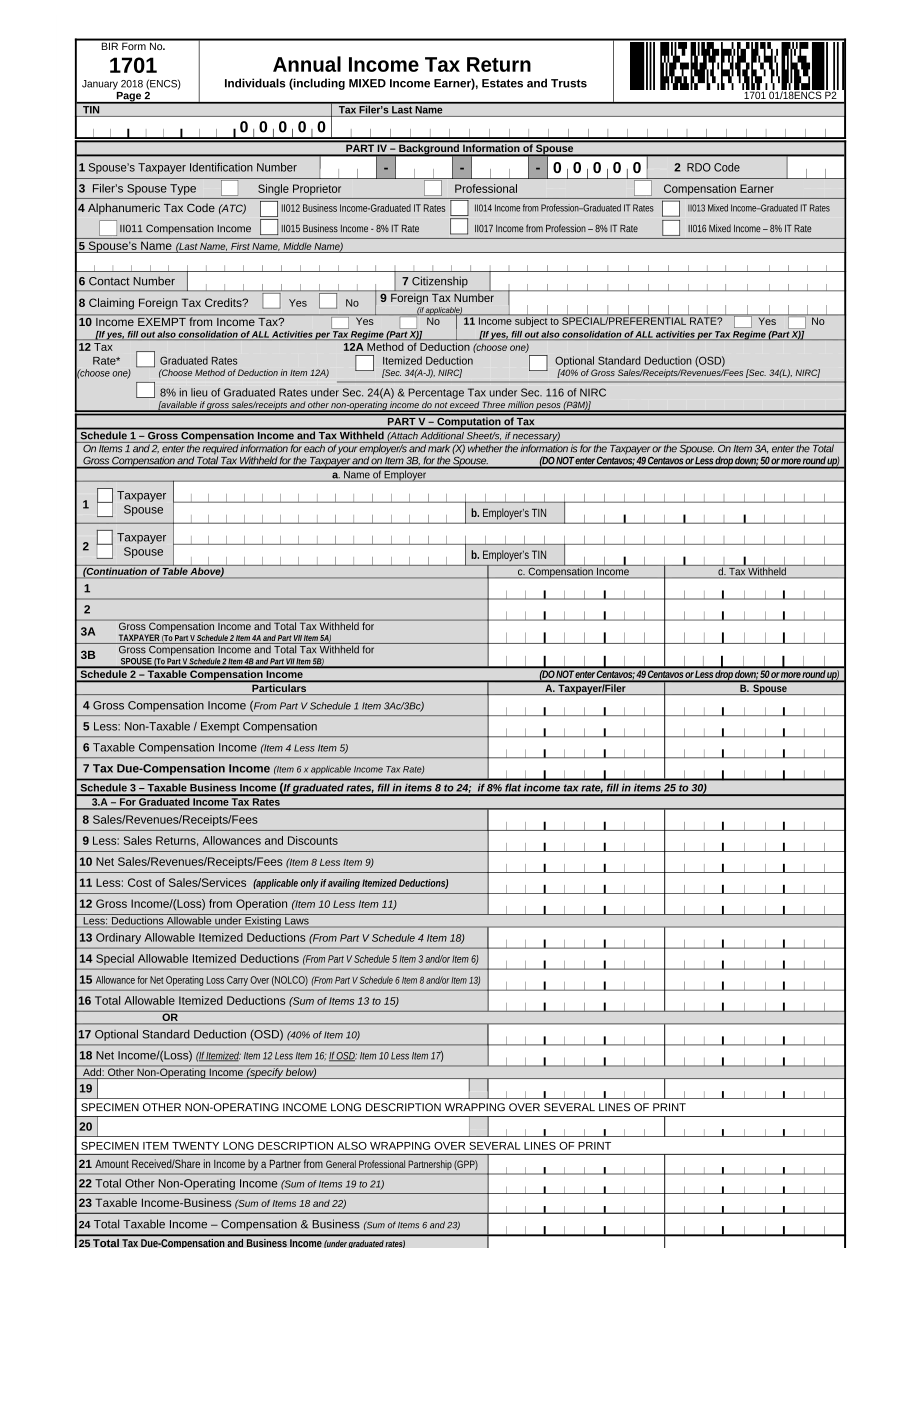 BIR Form No.
1701
January 2018 (ENCS)
Page 2
Annual Income Tax Return
Individuals (including MIXED Income Earner), Estates and Trusts
1701 01/18ENCS P2
TIN Tax Filer's Last Name
0 0 0 0 0
PART IV – Background Information of Spouse
1 Spouse's Taxpayer Identification Number - - - 0 0 0 0 0 2 RDO Code
3 Filer's Spouse Type Single Proprietor Professional Compensation Earner
4 Alphanumeric Tax Code (ATC) II012 Business Income-Graduated IT Rates II014 Income from Profession–Graduated IT Rates II013 Mixed Income–Graduated IT Rates
II011 Compensation Income II015 Business Income - 8% IT Rate II017 Income from Profession – 8% IT Rate II016 Mixed Income – 8% IT Rate
5 Spouse's Name (Last Name, First Name, Middle Name)
6 Contact Number 7 Citizenship
8 Claiming Foreign Tax Credits? Yes No 9 Foreign Tax Number
(if applicable)
10 Income EXEMPT from Income Tax? Yes No 11 Income subject to SPECIAL/PREFERENTIAL RATE? Yes No
[If yes, fill out also consolidation of ALL Activities per Tax Regime (Part X)] [If yes, fill out also consolidation of ALL activities per Tax Regime (Part X)]
12 Tax 12A Method of Deduction (choose one)
Rate* Graduated Rates Itemized Deduction Optional Standard Deduction (OSD)
(choose one) (Choose Method of Deduction in Item 12A) [Sec. 34(A-J), NIRC] [40% of Gross Sales/Receipts/Revenues/Fees [Sec. 34(L), NIRC]
8% in lieu of Graduated Rates under Sec. 24(A) & Percentage Tax under Sec. 116 of NIRC
[available if gross sales/receipts and other non-operating income do not exceed Three million pesos (P3M)]
PART V – Computation of Tax
Schedule 1 – Gross Compensation Income and Tax Withheld (Attach Additional Sheet/s, if necessary)
On Items 1 and 2, enter the required information for each of your employer/s and mark (X) whether the information is for the Taxpayer or the Spouse. On Item 3A, enter the Total
Gross Compensation and Total Tax Withheld for the Taxpayer and on Item 3B, for the Spouse. (DO NOT enter Centavos; 49 Centavos or Less drop down; 50 or more round up)
a. Name of Employer
1 Taxpayer
Spouse b. Employer's TIN
2 Taxpayer
Spouse b. Employer's TIN
(Continuation of Table Above) c. Compensation Income d. Tax Withheld
1
2
3A Gross Compensation Income and Total Tax Withheld for
TAXPAYER (To Part V Schedule 2 Item 4A and Part VII Item 5A)
3B Gross Compensation Income and Total Tax Withheld for
SPOUSE (To Part V Schedule 2 Item 4B and Part VII Item 5B)
Schedule 2 – Taxable Compensation Income (DO NOT enter Centavos; 49 Centavos or Less drop down; 50 or more round up)
Particulars A. Taxpayer/Filer B. Spouse
4 Gross Compensation Income (From Part V Schedule 1 Item 3Ac/3Bc)
5 Less: Non-Taxable / Exempt Compensation
6 Taxable Compensation Income (Item 4 Less Item 5)
7 Tax Due-Compensation Income (Item 6 x applicable Income Tax Rate)
Schedule 3 – Taxable Business Income (If graduated rates, fill in items 8 to 24; if 8% flat income tax rate, fill in items 25 to 30)
3.A – For Graduated Income Tax Rates
8 Sales/Revenues/Receipts/Fees
9 Less: Sales Returns, Allowances and Discounts
10 Net Sales/Revenues/Receipts/Fees (Item 8 Less Item 9)
11 Less: Cost of Sales/Services (applicable only if availing Itemized Deductions)
12 Gross Income/(Loss) from Operation (Item 10 Less Item 11)
Less: Deductions Allowable under Existing Laws
13 Ordinary Allowable Itemized Deductions (From Part V Schedule 4 Item 18)
14 Special Allowable Itemized Deductions (From Part V Schedule 5 Item 3 and/or Item 6)
15 Allowance for Net Operating Loss Carry Over (NOLCO) (From Part V Schedule 6 Item 8 and/or Item 13)
16 Total Allowable Itemized Deductions (Sum of Items 13 to 15)
OR
17 Optional Standard Deduction (OSD) (40% of Item 10)
18 Net Income/(Loss) (If Itemized: Item 12 Less Item 16; If OSD: Item 10 Less Item 17)
Add: Other Non-Operating Income (specify below)
19
SPECIMEN OTHER NON-OPERATING INCOME LONG DESCRIPTION WRAPPING OVER SEVERAL LINES OF PRINT
20
SPECIMEN ITEM TWENTY LONG DESCRIPTION ALSO WRAPPING OVER SEVERAL LINES OF PRINT
21 Amount Received/Share in Income by a Partner from General Professional Partnership (GPP)
22 Total Other Non-Operating Income (Sum of Items 19 to 21)
23 Taxable Income-Business (Sum of Items 18 and 22)
24 Total Taxable Income – Compensation & Business (Sum of Items 6 and 23)
25 Total Tax Due-Compensation and Business Income (under graduated rates)